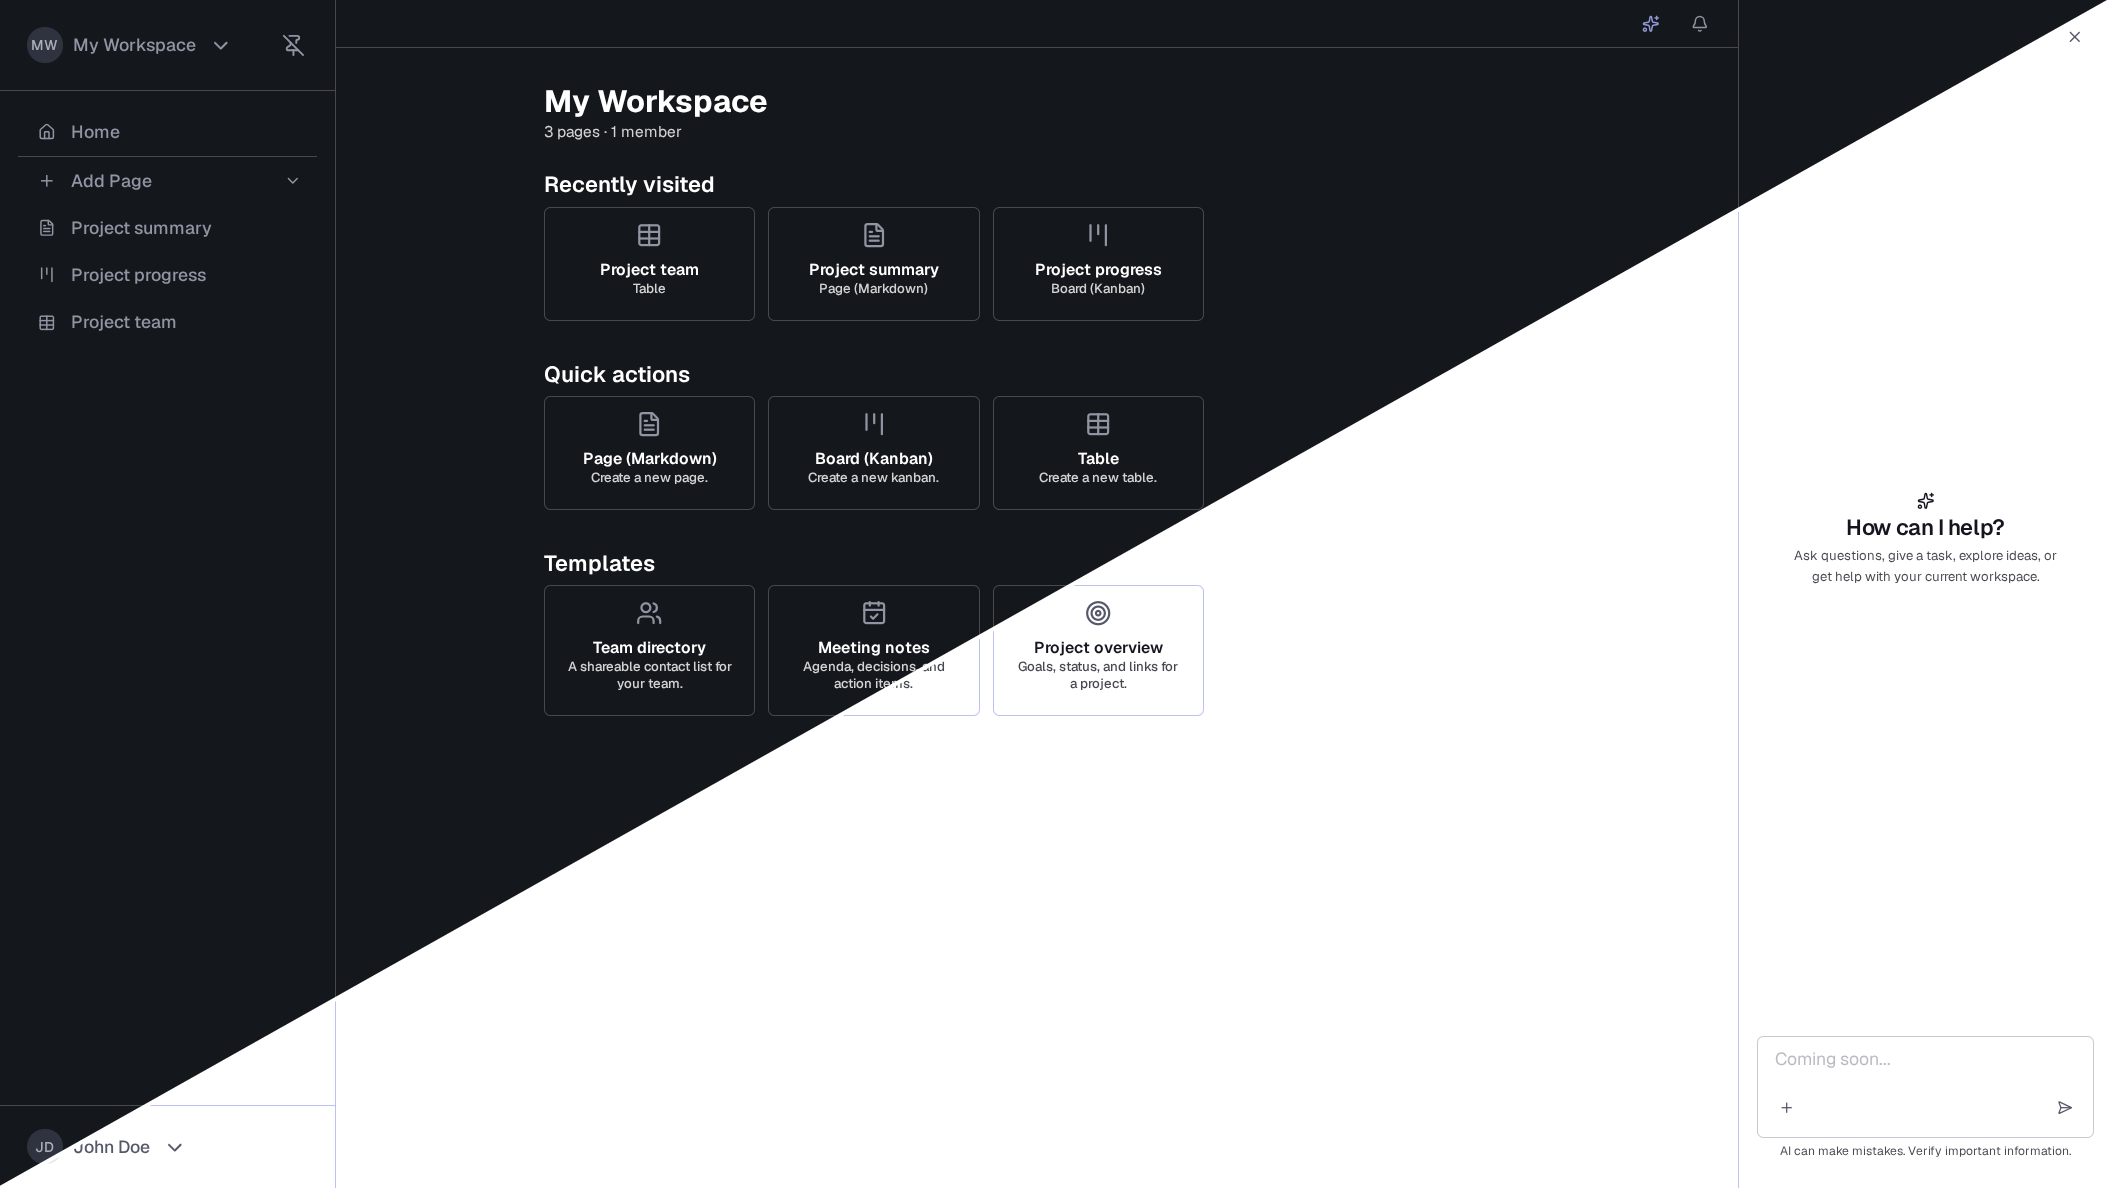 MW My Workspace
Home
Add Page
Project summary
Project progress
Project team
JD John Doe
My Workspace
3 pages · 1 member
Recently visited
Project team
Table
Project summary
Page (Markdown)
Project progress
Board (Kanban)
Quick actions
Page (Markdown)
Create a new page.
Board (Kanban)
Create a new kanban.
Table
Create a new table.
Templates
Team directory
A shareable contact list for
your team.
Meeting notes
Agenda, decisions, and
action items.
Project overview
Goals, status, and links for
a project.
How can I help?
Ask questions, give a task, explore ideas, or
get help with your current workspace.
Coming soon...
AI can make mistakes. Verify important information.